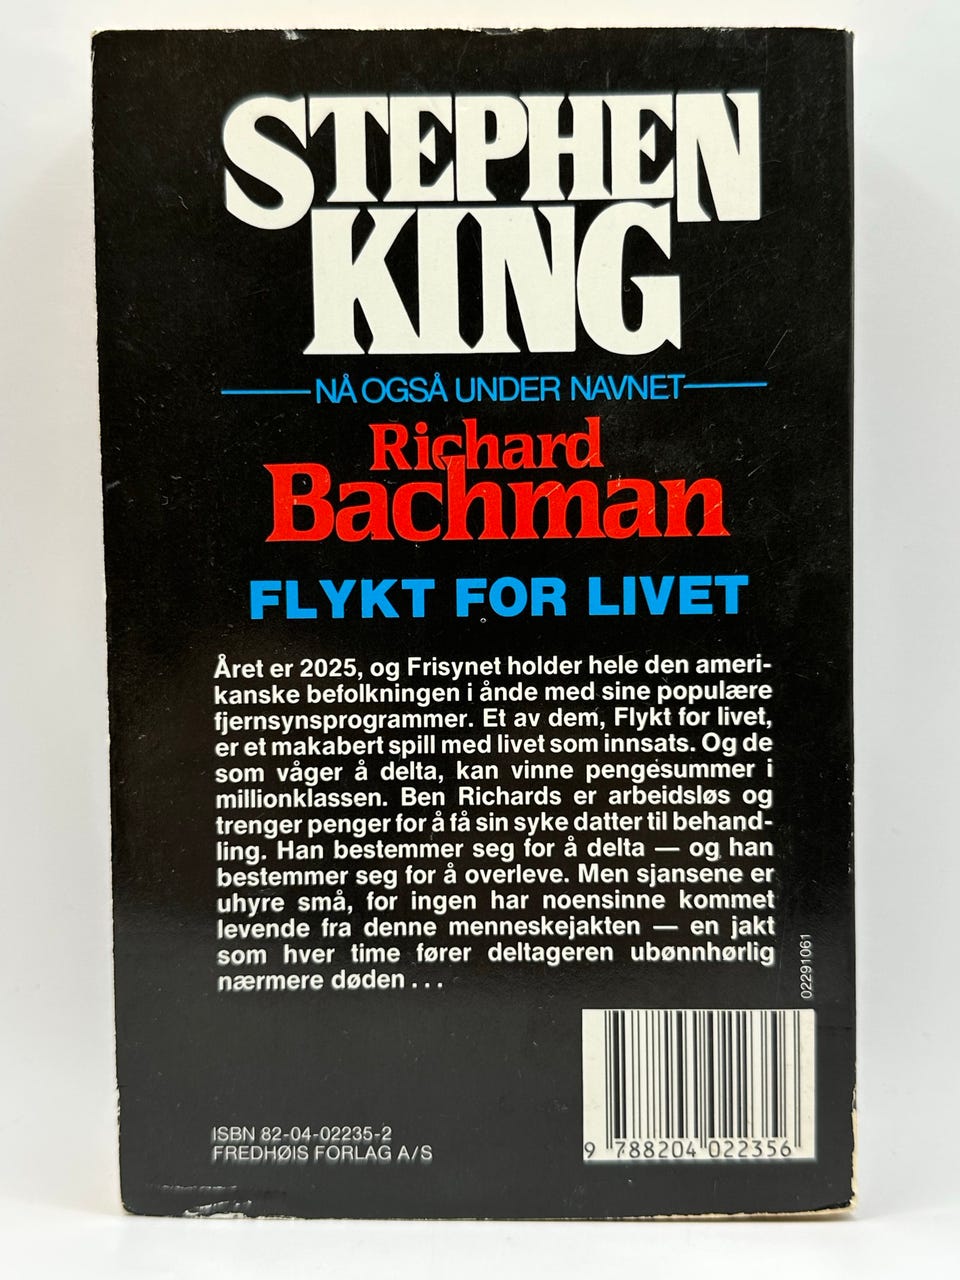 STEPHEN
KING
NÅ OGSÅ UNDER NAVNET
Richard
Bachman
FLYKT FOR LIVET
Året er 2025, og Frisynet holder hele den ameri-
kanske befolkningen i ånde med sine populære
fjernsynsprogrammer. Et av dem, Flykt for livet,
er et makabert spill med livet som innsats. Og de
som våger å delta, kan vinne pengesummer i
millionklassen. Ben Richards er arbeidsløs og
trenger penger for å få sin syke datter til behand-
ling. Han bestemmer seg for å delta — og han
bestemmer seg for å overleve. Men sjansene er
uhyre små, for ingen har noensinne kommet
levende fra denne menneskejakten — en jakt
som hver time fører deltageren ubønnhørlig
nærmere døden . . .
02291061
ISBN 82-04-02235-2
FREDHØIS FORLAG A/S
9 788204 022356